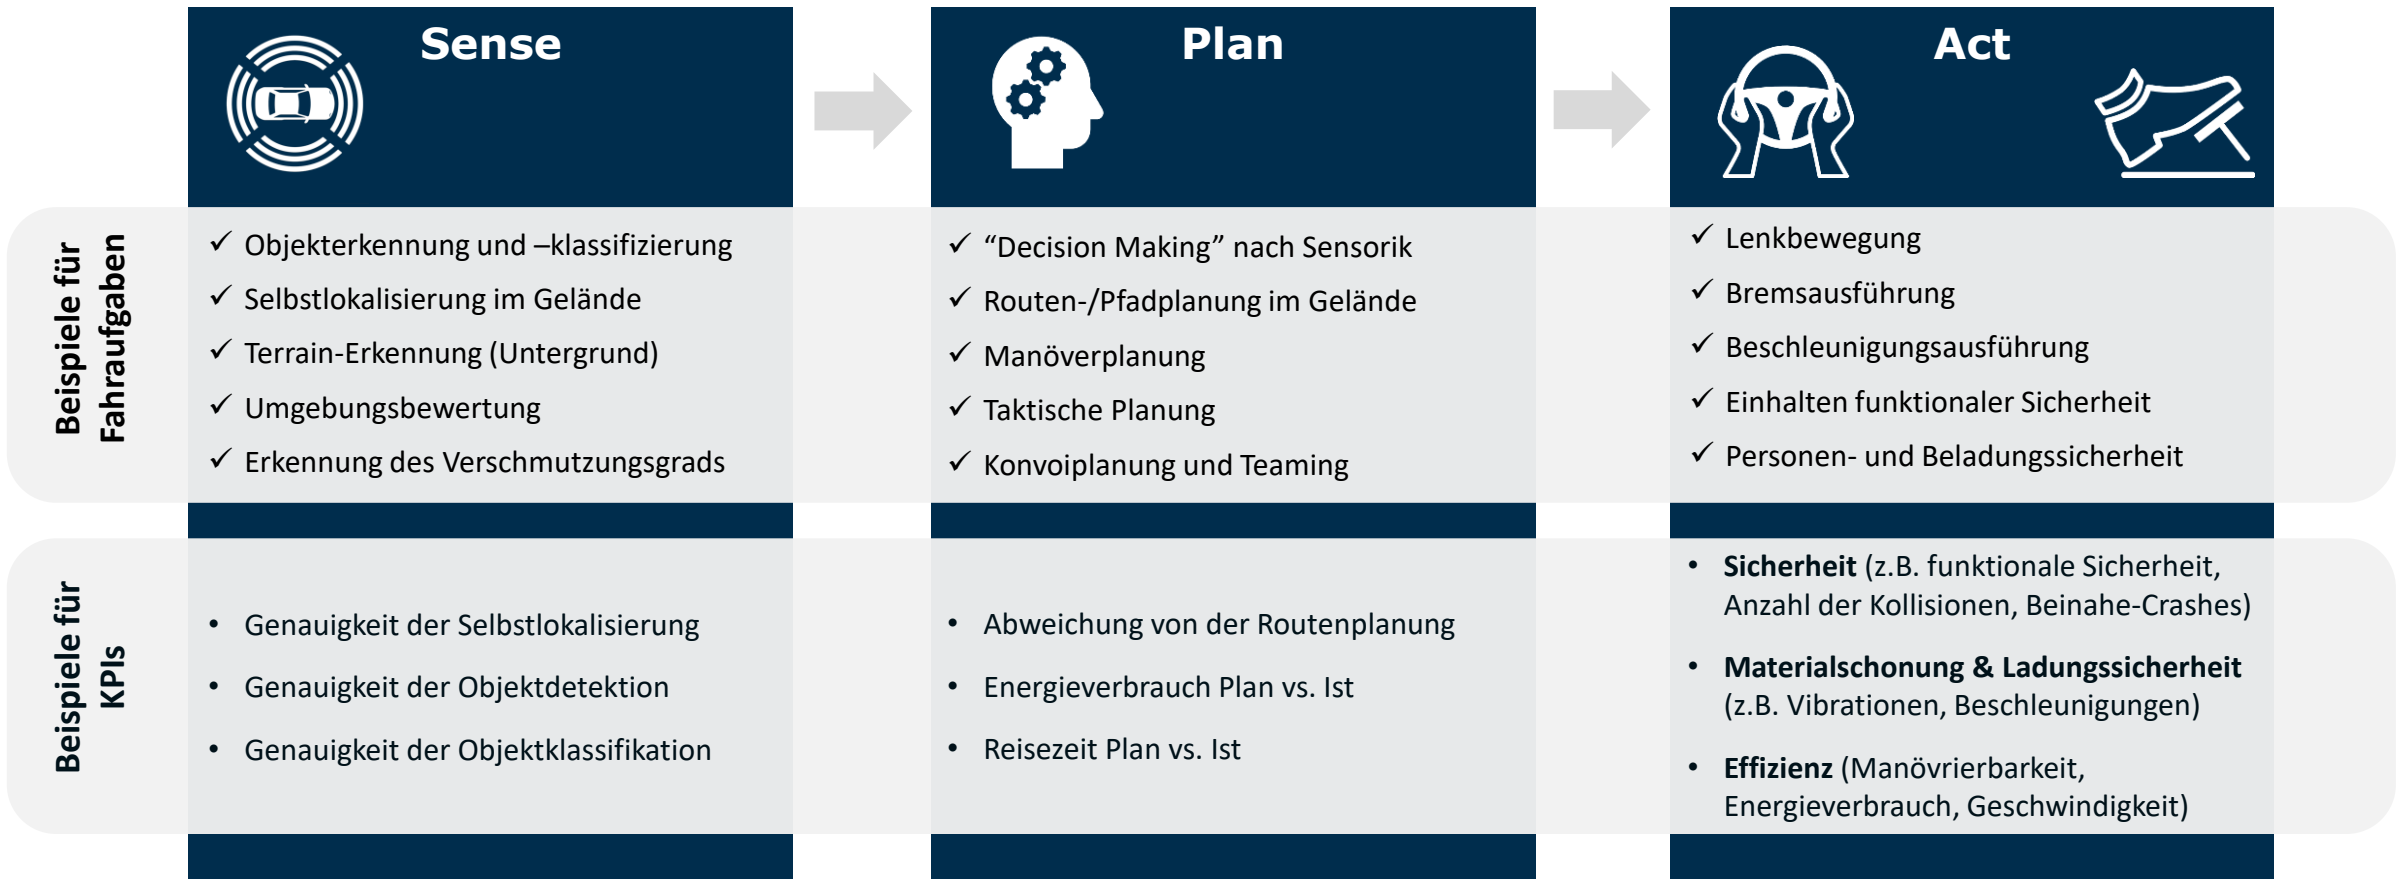 Sense
Plan
Act
Beispiele für
Fahraufgaben
✓ Objekterkennung und –klassifizierung
✓ Selbstlokalisierung im Gelände
✓ Terrain-Erkennung (Untergrund)
✓ Umgebungsbewertung
✓ Erkennung des Verschmutzungsgrads
✓ “Decision Making” nach Sensorik
✓ Routen-/Pfadplanung im Gelände
✓ Manöverplanung
✓ Taktische Planung
✓ Konvoiplanung und Teaming
✓ Lenkbewegung
✓ Bremsausführung
✓ Beschleunigungsausführung
✓ Einhalten funktionaler Sicherheit
✓ Personen- und Beladungssicherheit
Beispiele für
KPIs
• Genauigkeit der Selbstlokalisierung
• Genauigkeit der Objektdetektion
• Genauigkeit der Objektklassifikation
• Abweichung von der Routenplanung
• Energieverbrauch Plan vs. Ist
• Reisezeit Plan vs. Ist
• Sicherheit (z.B. funktionale Sicherheit,
Anzahl der Kollisionen, Beinahe-Crashes)
• Materialschonung & Ladungssicherheit
(z.B. Vibrationen, Beschleunigungen)
• Effizienz (Manövrierbarkeit,
Energieverbrauch, Geschwindigkeit)